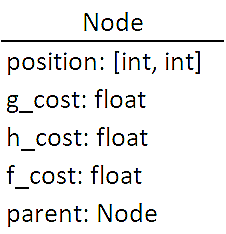 Node
position: [int, int]
g_cost: float
h_cost: float
f_cost: float
parent: Node